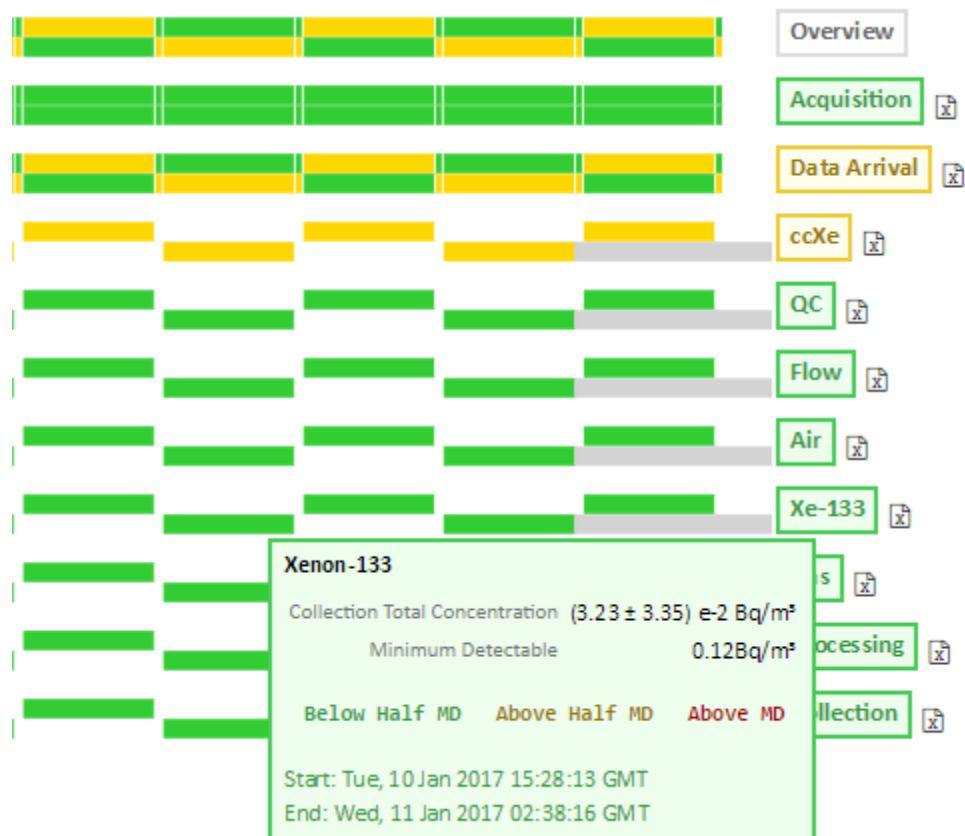 Overview
Acquisition
Data Arrival
ccXe
QC
Flow
Air
Xe-133
Xenon-133
Collection Total Concentration (3.23 ± 3.35) e-2 Bq/m³
Minimum Detectable 0.12Bq/m³
Below Half MD Above Half MD Above MD
Start: Tue, 10 Jan 2017 15:28:13 GMT
End: Wed, 11 Jan 2017 02:38:16 GMT